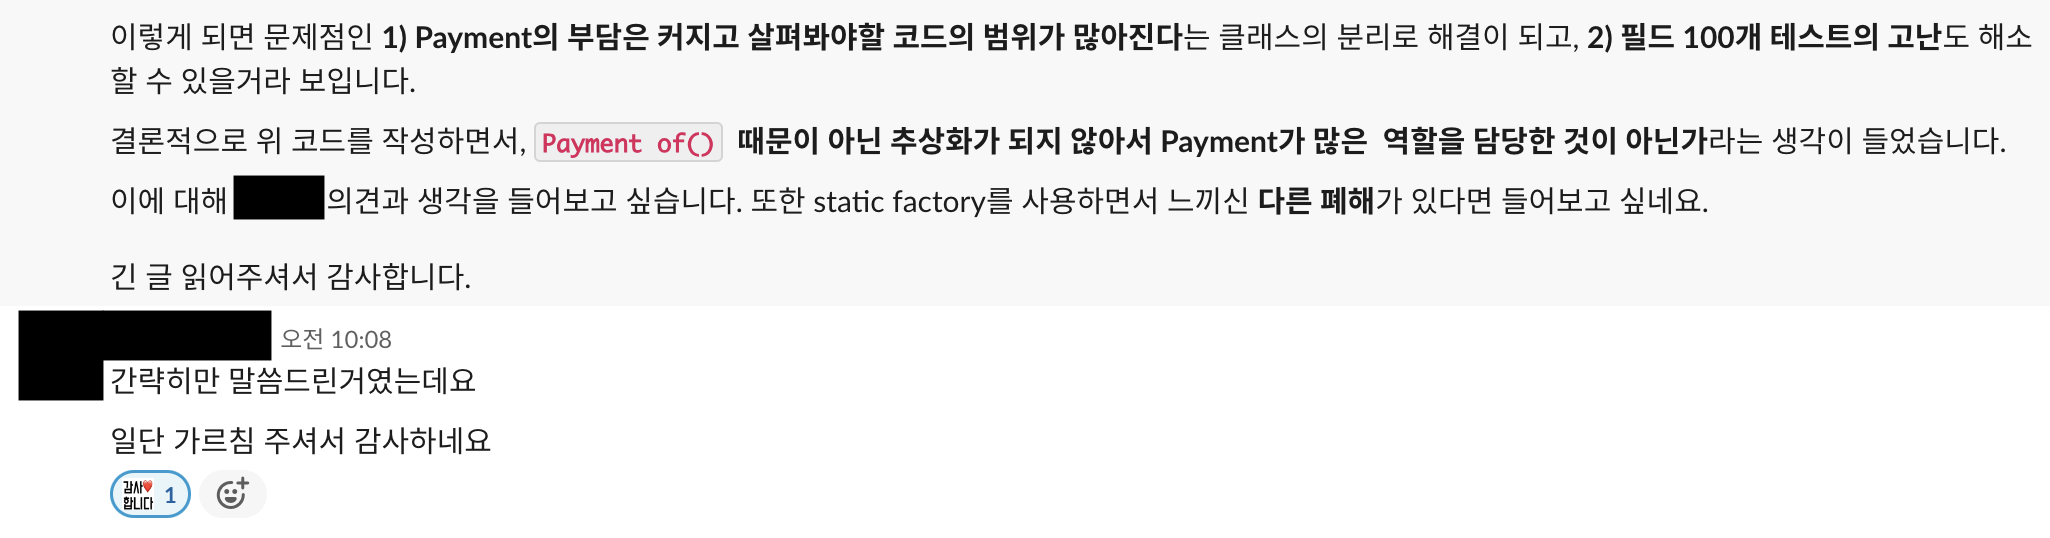 이렇게 되면 문제점인 1) Payment의 부담은 커지고 살펴봐야할 코드의 범위가 많아진다는 클래스의 분리로 해결이 되고, 2) 필드 100개 테스트의 고난도 해소
할 수 있을거라 보입니다.
결론적으로 위 코드를 작성하면서, Payment of() 때문이 아닌 추상화가 되지 않아서 Payment가 많은 역할을 담당한 것이 아닌가라는 생각이 들었습니다.
이에 대해 의견과 생각을 들어보고 싶습니다. 또한 static factory를 사용하면서 느끼신 다른 폐해가 있다면 들어보고 싶네요.
긴 글 읽어주셔서 감사합니다.
오전 10:08
간략히만 말씀드린거였는데요
일단 가르침 주셔서 감사하네요
감사
합니다 1